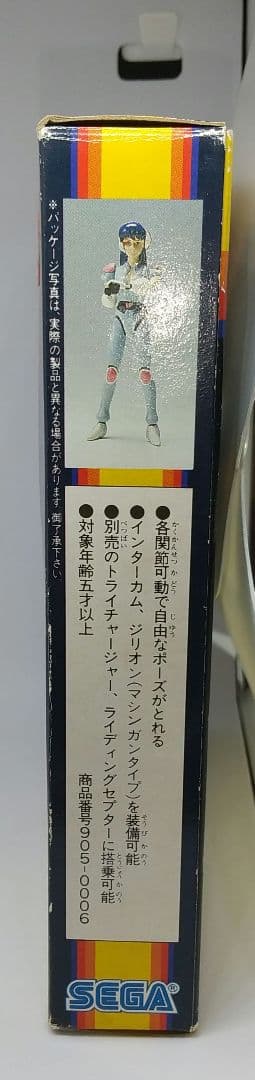 ※パッケージ写真は、実際の製品と異なる場合があります 御了承下さい。
●各関節可動で自由なポーズがとれる
●インターカム、ジリオン(マシンガンタイプ)を装備可能
●別売のトライチャージャー、ライディングセプターに搭乗可能
●対象年齢五才以上
商品番号905-0006
SEGA®